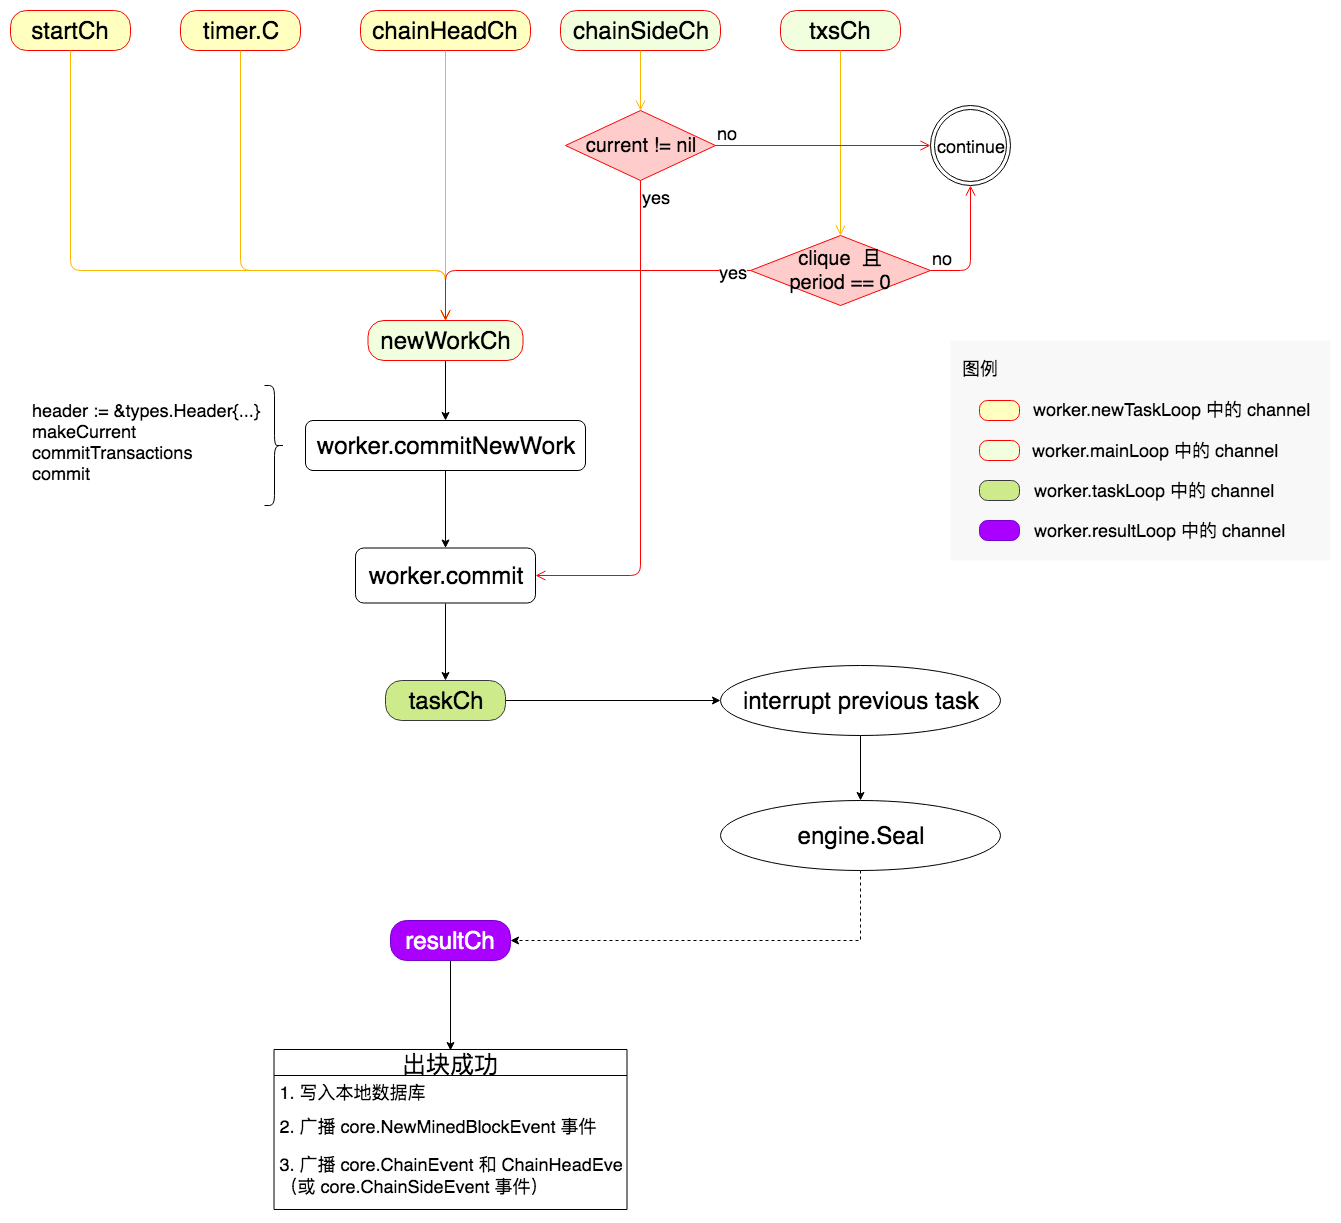 startCh
timer.C
chainHeadCh
chainSideCh
txsCh
current != nil
no
continue
yes
clique 且
period == 0
yes
no
newWorkCh
图例
worker.newTaskLoop 中的 channel
worker.mainLoop 中的 channel
worker.taskLoop 中的 channel
worker.resultLoop 中的 channel
header := &types.Header{...}
makeCurrent
commitTransactions
commit
worker.commitNewWork
worker.commit
taskCh
interrupt previous task
engine.Seal
resultCh
出块成功
1. 写入本地数据库
2. 广播 core.NewMinedBlockEvent 事件
3. 广播 core.ChainEvent 和 ChainHeadEve
（或 core.ChainSideEvent 事件）